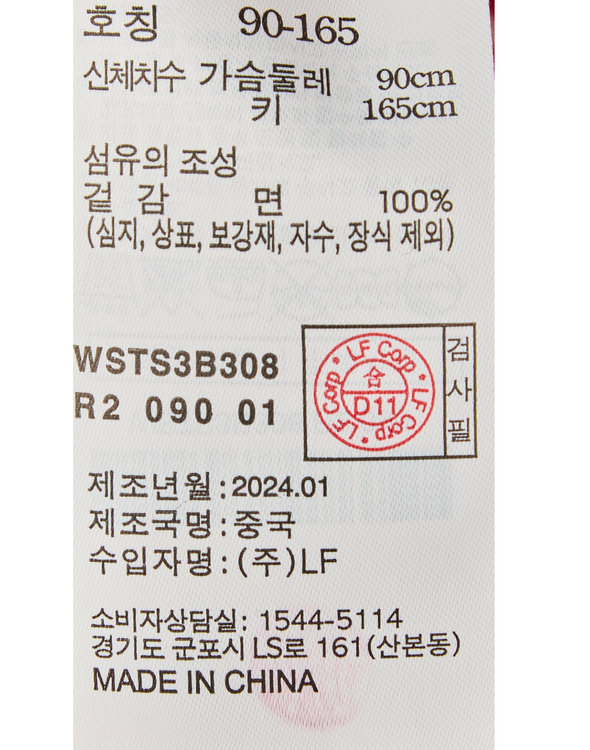 호칭 90-165
신체치수 가슴둘레 90cm
키 165cm
섬유의 조성
겉 감 면 100%
(심지, 상표, 보강재, 자수, 장식 제외)
WSTS3B308
R2 090 01
LF Corp • LF Corp • LF Corp •
合
D11
검사필
제조년월 : 2024.01
제조국명 : 중국
수입자명 : (주)LF
소비자상담실: 1544-5114
경기도 군포시 LS로 161(산본동)
MADE IN CHINA